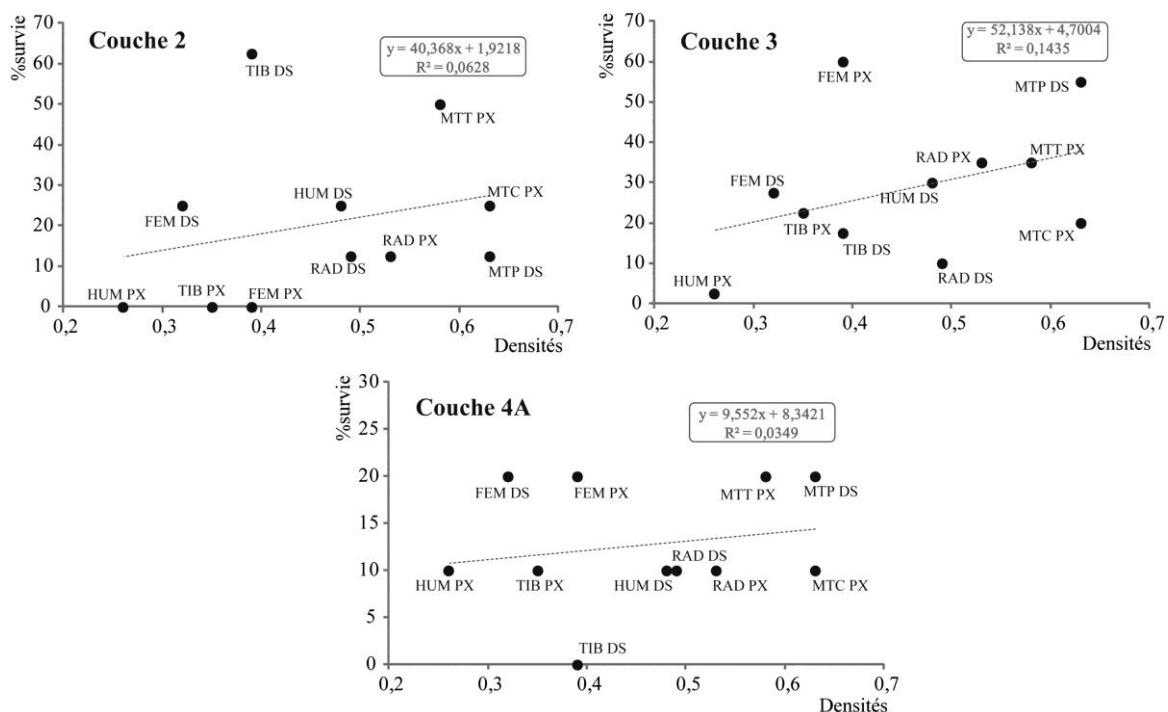 Couche 2
%survie
y = 40,368x + 1,9218
R² = 0,0628
70
60
50
40
30
20
10
0
TIB DS
MTT PX
FEM DS
HUM DS
MTC PX
RAD DS
RAD PX
MTP DS
HUM PX
TIB PX
FEM PX
0,2
0,3
0,4
0,5
0,6
0,7
Densités
Couche 3
%survie
y = 52,138x + 4,7004
R² = 0,1435
70
60
50
40
30
20
10
0
FEM PX
MTP DS
RAD PX
MTT PX
FEM DS
HUM DS
TIB PX
TIB DS
MTC PX
RAD DS
HUM PX
0,2
0,3
0,4
0,5
0,6
0,7
Densités
Couche 4A
%survie
y = 9,552x + 8,3421
R² = 0,0349
30
25
20
15
10
5
0
FEM DS
FEM PX
MTT PX
MTP DS
RAD DS
HUM PX
TIB PX
HUM DS
RAD PX
MTC PX
TIB DS
0,2
0,3
0,4
0,5
0,6
0,7
Densités